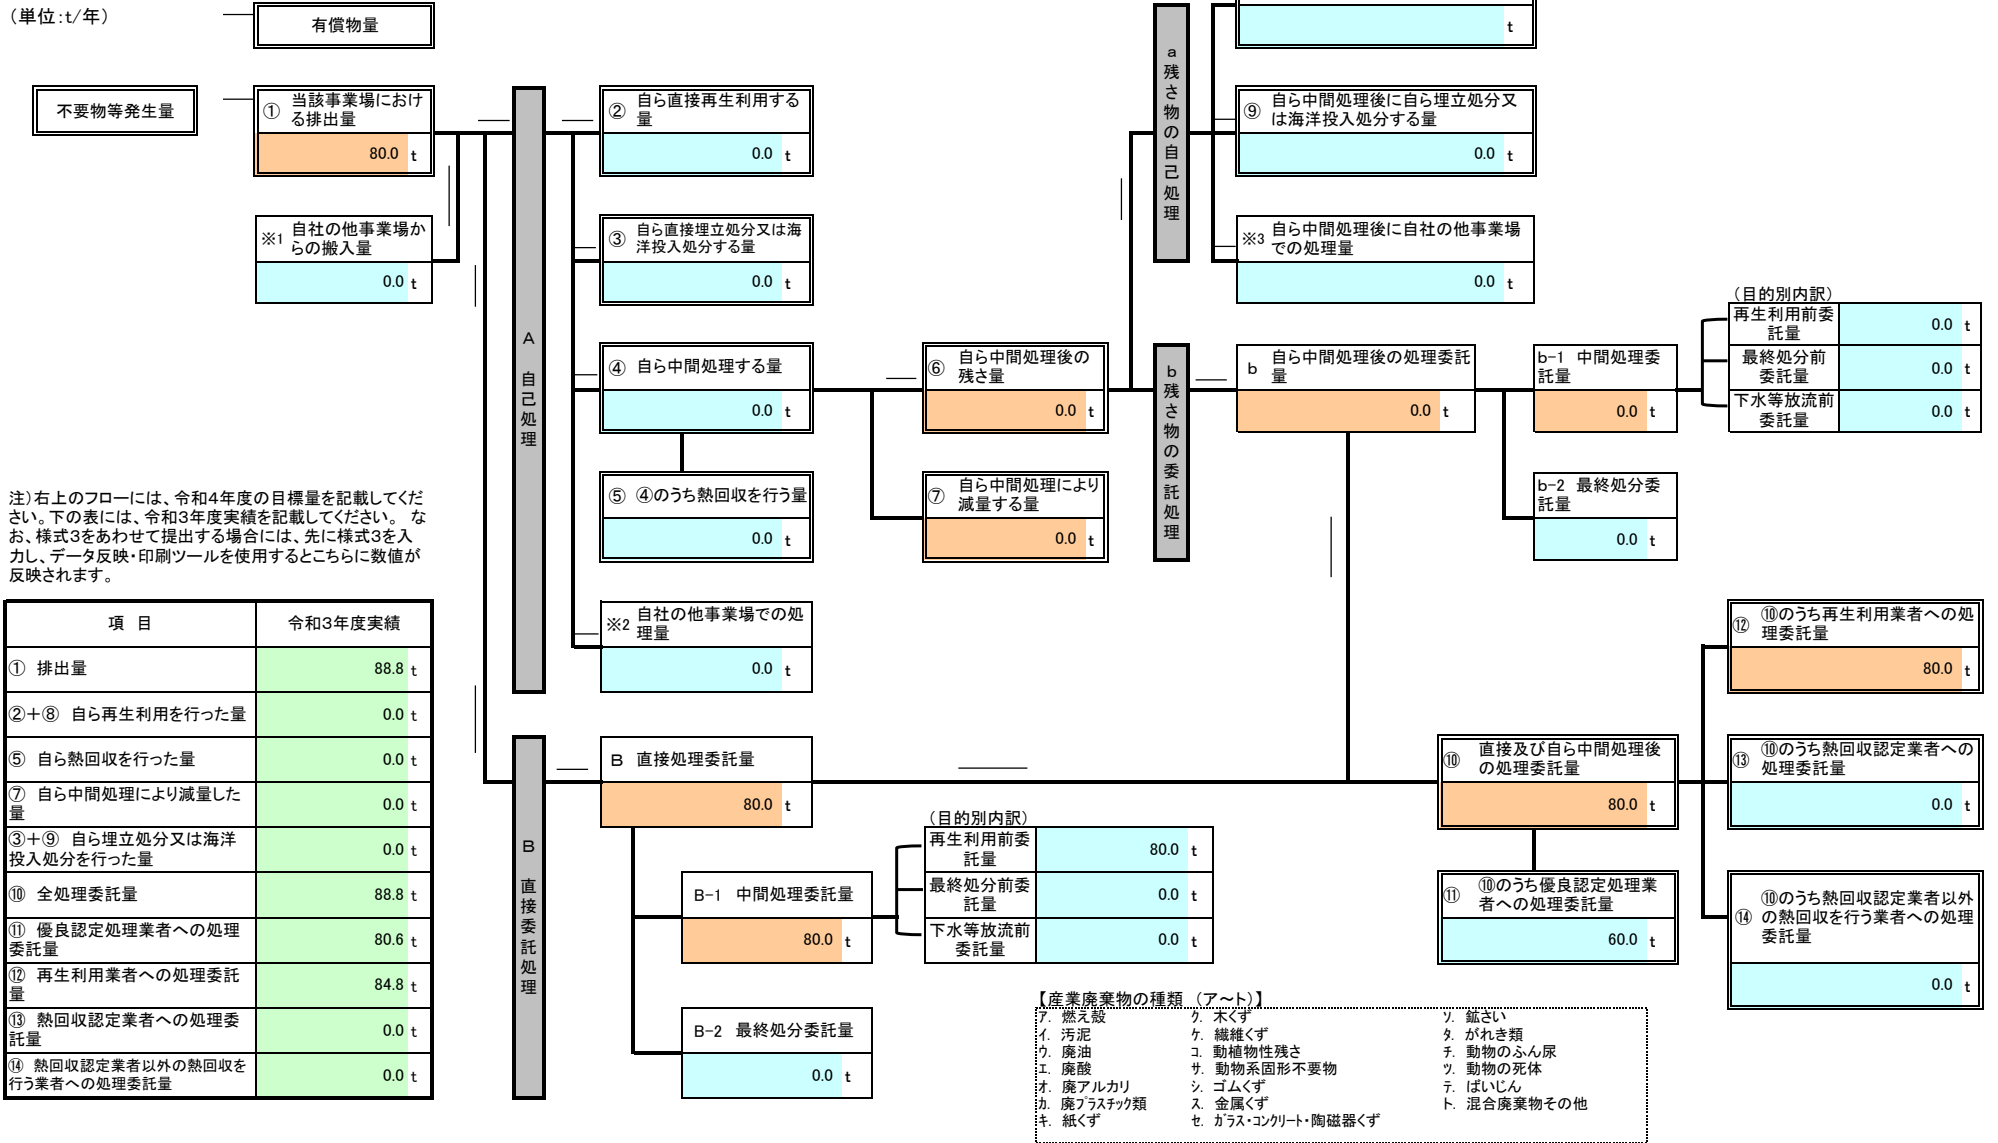 （単位:t/年）
有償物量
t
不要物等発生量
① 当該事業場におけ
る排出量
80.0 t
※1 自社の他事業場か
らの搬入量
0.0 t
A 自己処理
② 自ら直接再生利用する
量
0.0 t
③ 自ら直接埋立処分又は海
洋投入処分する量
0.0 t
④ 自ら中間処理する量
0.0 t
⑤ ④のうち熱回収を行う量
0.0 t
※2 自社の他事業場での処
理量
0.0 t
⑥ 自ら中間処理後の
残さ量
0.0 t
⑦ 自ら中間処理により
減量する量
0.0 t
a 残さ物の自己処理
⑨ 自ら中間処理後に自ら埋立処分又
は海洋投入処分する量
0.0 t
※3 自ら中間処理後に自社の他事業場
での処理量
0.0 t
b 残さ物の委託処理
b 自ら中間処理後の処理委託
量
0.0 t
b-1 中間処理委
託量
0.0 t
（目的別内訳）
再生利用前委
託量
0.0 t
最終処分前
委託量
0.0 t
下水等放流前
委託量
0.0 t
b-2 最終処分委
託量
0.0 t
注）右上のフローには、令和4年度の目標量を記載してくだ
さい。下の表には、令和3年度実績を記載してください。 な
お、様式3をあわせて提出する場合には、先に様式3を入
力し、データ反映・印刷ツールを使用するとこちらに数値が
反映されます。
項 目 令和3年度実績
① 排出量 88.8 t
②＋⑧ 自ら再生利用を行った量 0.0 t
⑤ 自ら熱回収を行った量 0.0 t
⑦ 自ら中間処理により減量した
量 0.0 t
③＋⑨ 自ら埋立処分又は海洋
投入処分を行った量 0.0 t
⑩ 全処理委託量 88.8 t
⑪ 優良認定処理業者への処理
委託量 80.6 t
⑫ 再生利用業者への処理委託
量 84.8 t
⑬ 熱回収認定業者への処理委
託量 0.0 t
⑭ 熱回収認定業者以外の熱回収を
行う業者への処理委託量 0.0 t
B 直接委託処理
B 直接処理委託量
80.0 t
B-1 中間処理委託量
80.0 t
（目的別内訳）
再生利用前委
託量
80.0 t
最終処分前委
託量
0.0 t
下水等放流前
委託量
0.0 t
B-2 最終処分委託量
0.0 t
⑩ 直接及び自ら中間処理後
の処理委託量
80.0 t
⑪ ⑩のうち優良認定処理業
者への処理委託量
60.0 t
⑫ ⑩のうち再生利用業者への処
理委託量
80.0 t
⑬ ⑩のうち熱回収認定業者への
処理委託量
0.0 t
⑭ ⑩のうち熱回収認定業者以外
の熱回収を行う業者への処理
委託量
0.0 t
【産業廃棄物の種類 （ア～ト）】
ア. 燃え殻
イ. 汚泥
ウ. 廃油
エ. 廃酸
オ. 廃アルカリ
カ. 廃プラスチック類
キ. 紙くず
ク. 木くず
ケ. 繊維くず
コ. 動植物性残さ
サ. 動物系固形不要物
シ. ゴムくず
ス. 金属くず
セ. ガラス・コンクリート・陶磁器くず
ソ. 鉱さい
タ. がれき類
チ. 動物のふん尿
ツ. 動物の死体
テ. ばいじん
ト. 混合廃棄物その他